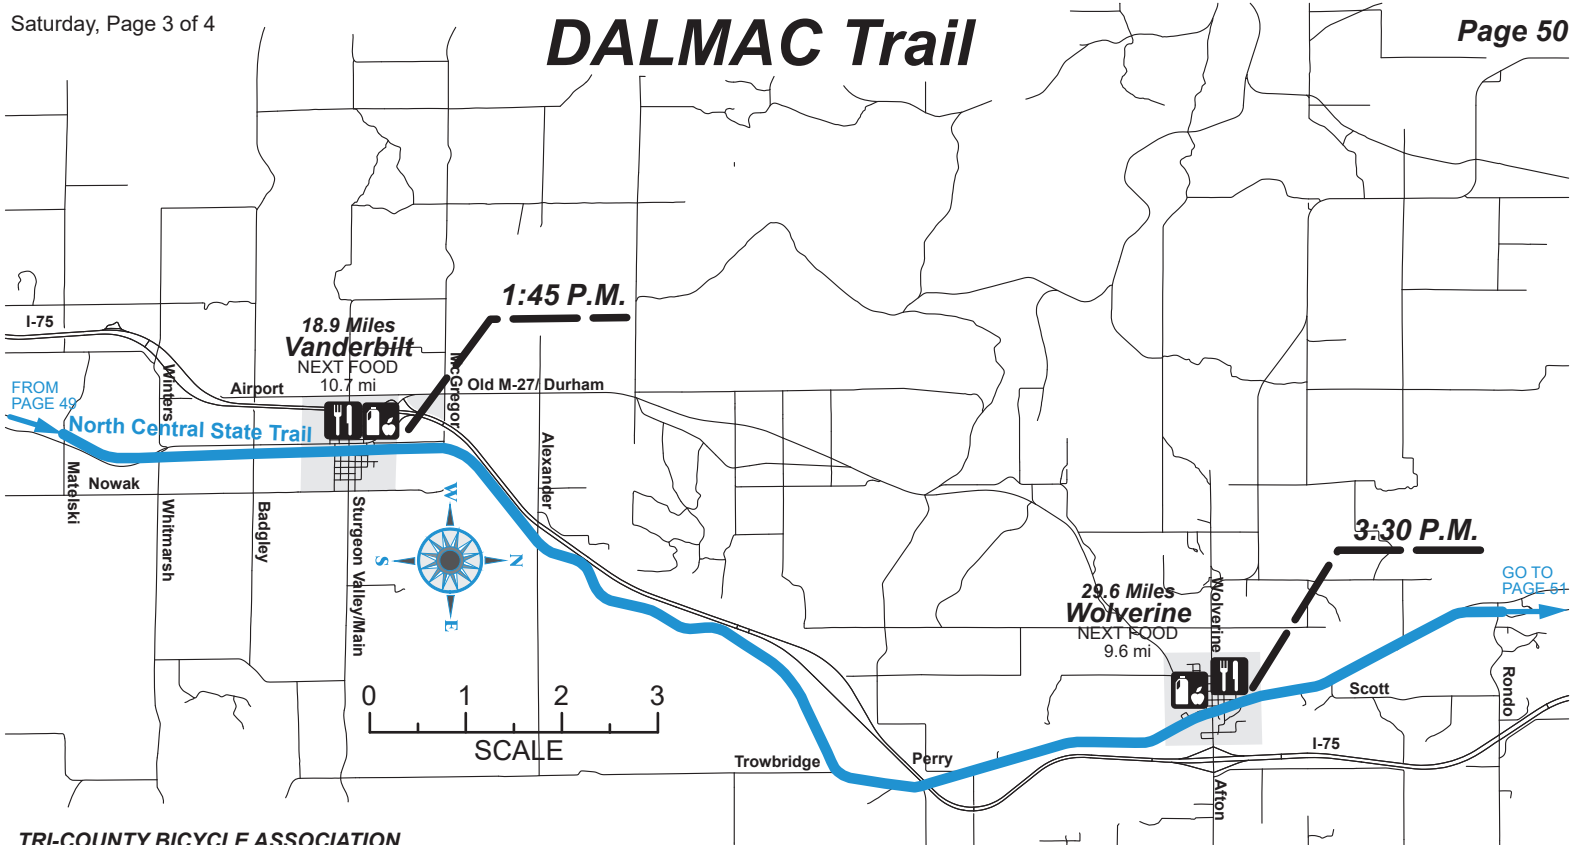 Saturday, Page 3 of 4
DALMAC Trail
Page 50
1:45 P.M.
I-75
18.9 Miles
Vanderbilt
NEXT FOOD
10.7 mi
McGregor
Winters
Airport
Old M-27/ Durham
FROM
PAGE 49
North Central State Trail
Matelski
Nowak
Whitmarsh
Badgley
Sturgeon Valley/Main
Alexander
W
S
N
E
3:30 P.M.
GO TO
PAGE 51
29.6 Miles
Wolverine
NEXT FOOD
9.6 mi
Wolverine
Scott
Rondo
0 1 2 3
SCALE
Trowbridge
Perry
I-75
Afton
TRI-COUNTY BICYCLE ASSOCIATION